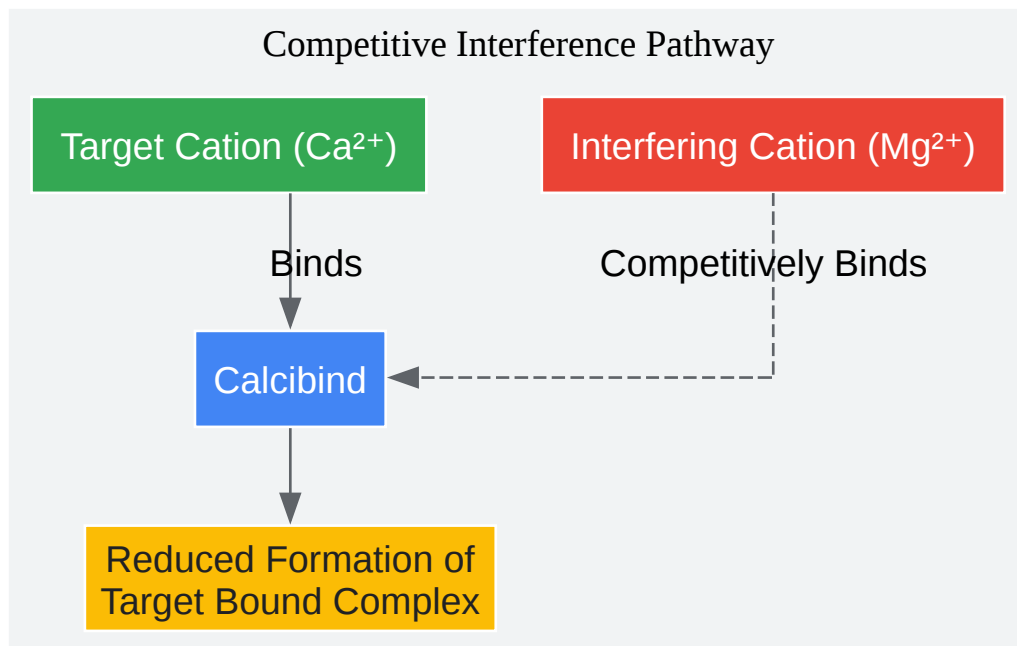 Competitive Interference Pathway
Target Cation (Ca²⁺)
Interfering Cation (Mg²⁺)
Binds
Competitively Binds
Calcibind
Reduced Formation of
Target Bound Complex